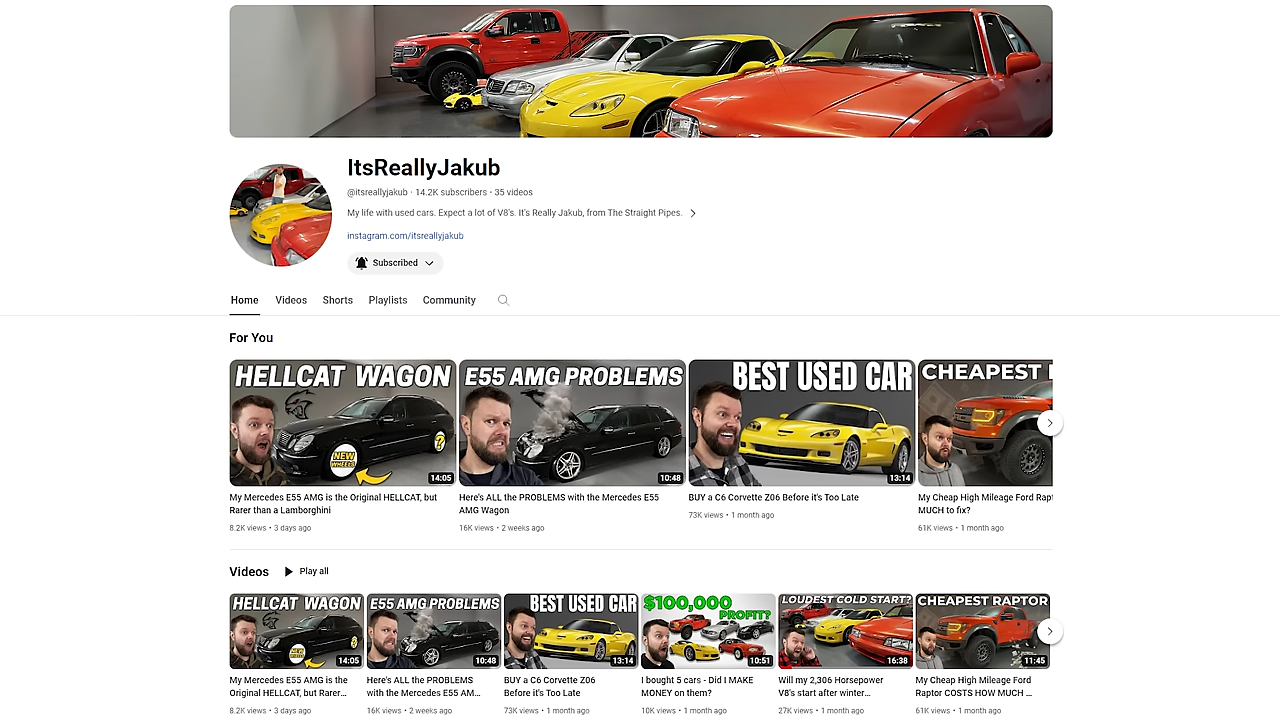 ItsReallyJakub
@itsreallyjakub · 14.2K subscribers · 35 videos
My life with used cars. Expect a lot of V8's. It's Really Jakub, from The Straight Pipes.
instagram.com/itsreallyjakub
Subscribed
Home Videos Shorts Playlists Community
For You
HELLCAT WAGON
NEW
WHEELS
?
14:05
E55 AMG PROBLEMS
10:48
BEST USED CAR
13:14
CHEAPEST
My Mercedes E55 AMG is the Original HELLCAT, but
Rarer than a Lamborghini
8.2K views • 3 days ago
Here's ALL the PROBLEMS with the Mercedes E55
AMG Wagon
16K views • 2 weeks ago
BUY a C6 Corvette Z06 Before it's Too Late
73K views • 1 month ago
My Cheap High Mileage Ford Rapt
MUCH to fix?
61K views • 1 month ago
Videos Play all
HELLCAT WAGON
NEW
WHEELS
?
14:05
E55 AMG PROBLEMS
10:48
BEST USED CAR
13:14
$100,000
PROFIT?
10:51
LOUDEST COLD START?
16:38
CHEAPEST RAPTOR
11:45
My Mercedes E55 AMG is the
Original HELLCAT, but Rarer...
8.2K views • 3 days ago
Here's ALL the PROBLEMS
with the Mercedes E55 AM...
16K views • 2 weeks ago
BUY a C6 Corvette Z06
Before it's Too Late
73K views • 1 month ago
I bought 5 cars - Did I MAKE
MONEY on them?
10K views • 1 month ago
Will my 2,306 Horsepower
V8's start after winter...
27K views • 1 month ago
My Cheap High Mileage Ford
Raptor COSTS HOW MUCH ...
61K views • 1 month ago